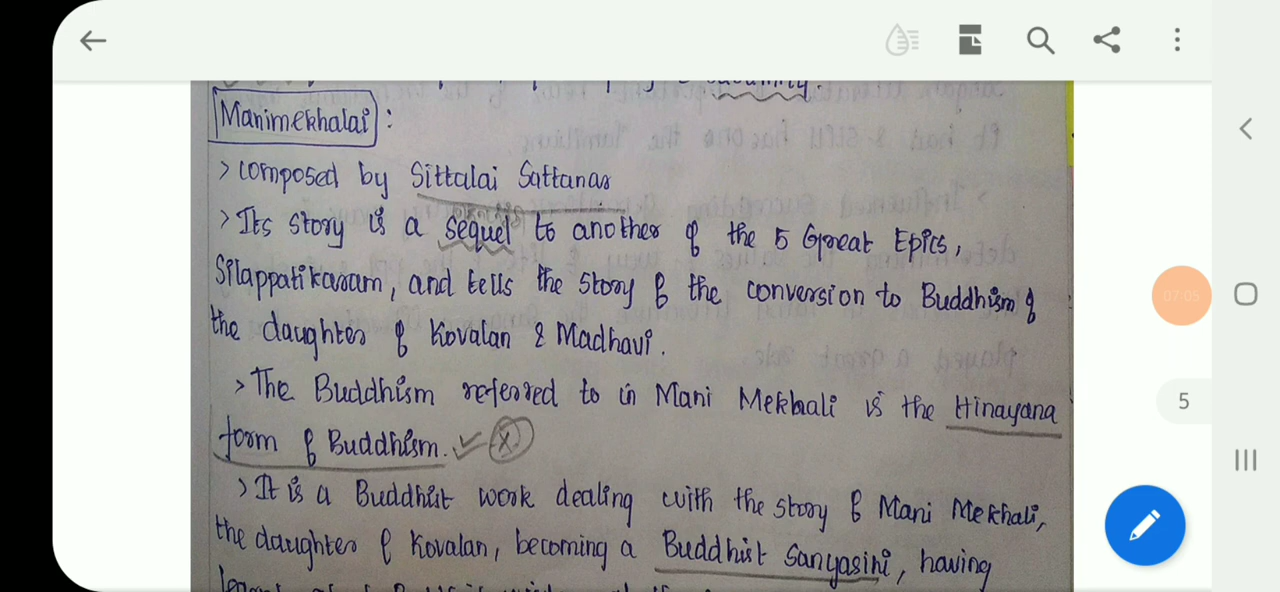 Manimekhalai :
> composed by Sittalai Sattanar
> Its story is a sequel to another of the 5 Great Epics,
Silappatikaram, and tells the story of the conversion to Buddhism of
the daughter of Kovalan & Madhavi.
> The Buddhism referred to in Mani Mekhali is the Hinayana
form of Buddhism. ✓ (x)
> It is a Buddhist work dealing with the story of Mani Mekhali,
the daughter of Kovalan, becoming a Buddhist Sanyasini, having
07:05
5